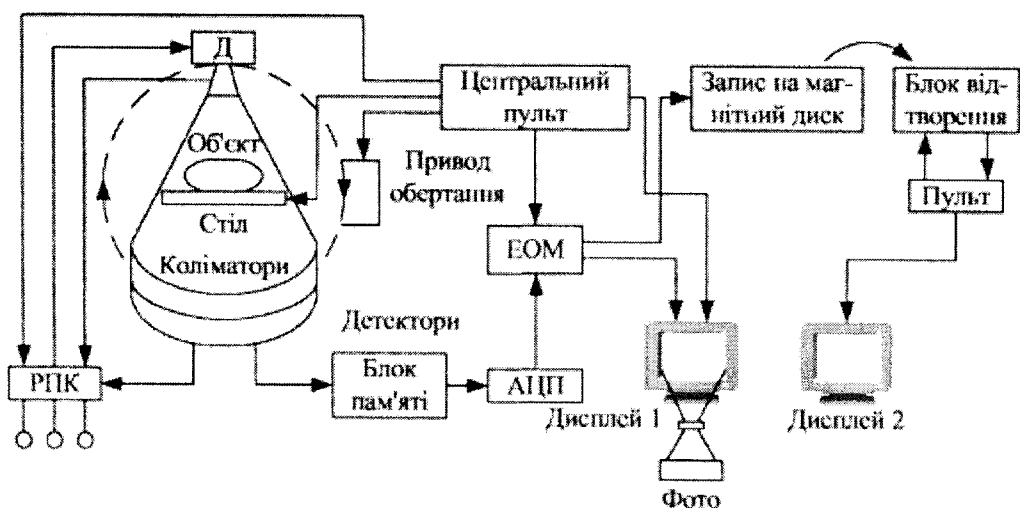 Д
Центральний
пульт
Запис на маг-
нітний диск
Блок від-
творення
Об'єкт
Привод
обертання
Пульт
Стіл
ЕОМ
Коліматори
Детектори
РПК
Блок
пам'яті
АЦП
Дисплей 1
Дисплей 2
Фото